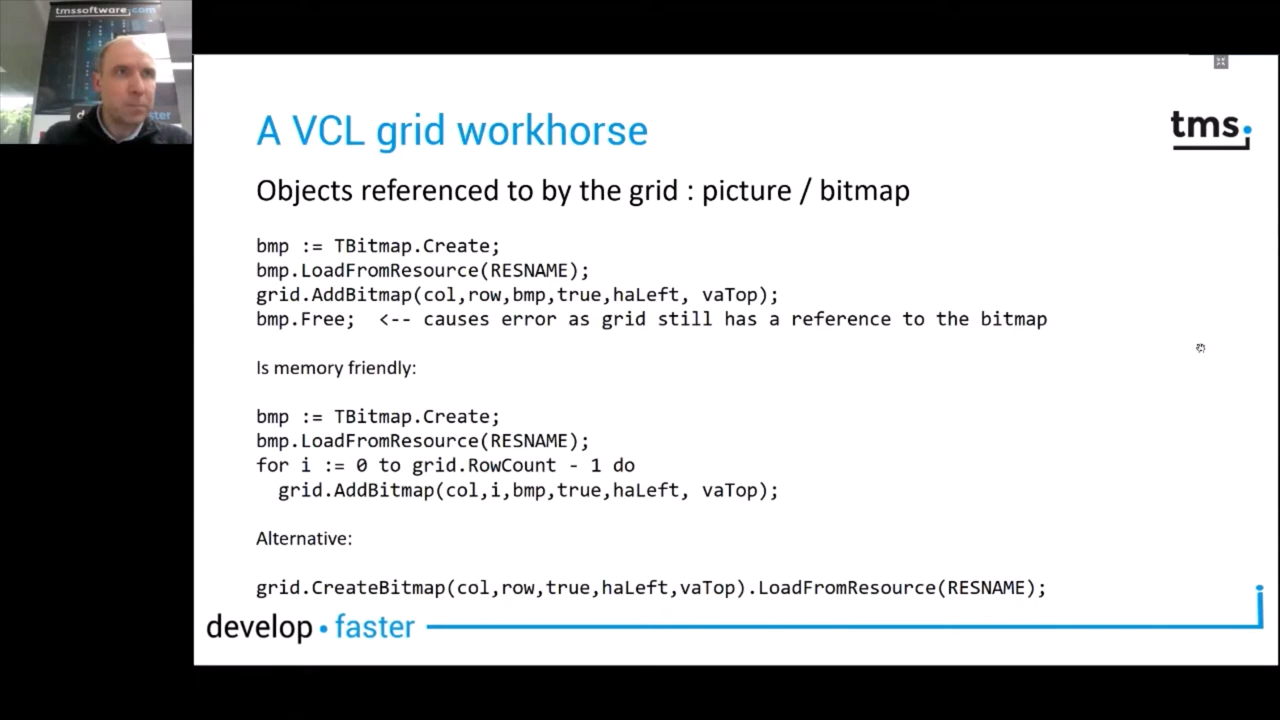 tmssoftware.com
ster
A VCL grid workhorse
tms.
Objects referenced to by the grid : picture / bitmap
bmp := TBitmap.Create;
bmp.LoadFromResource(RESNAME);
grid.AddBitmap(col,row,bmp,true,haLeft, vaTop);
bmp.Free;  <-- causes error as grid still has a reference to the bitmap
Is memory friendly:
bmp := TBitmap.Create;
bmp.LoadFromResource(RESNAME);
for i := 0 to grid.RowCount - 1 do
  grid.AddBitmap(col,i,bmp,true,haLeft, vaTop);
Alternative:
grid.CreateBitmap(col,row,true,haLeft,vaTop).LoadFromResource(RESNAME);
develop • faster